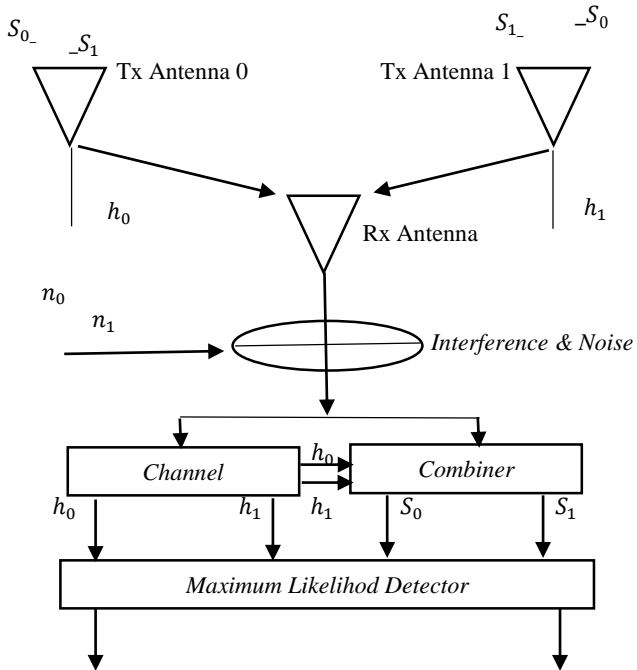 S₀_
_S₁
Tx Antenna 0
Tx Antenna 1
S₁_
_S₀
h₀
h₁
Rx Antenna
n₀
n₁
Interference & Noise
Channel
h₀
Combiner
h₀
h₁
h₁
S₀
S₁
Maximum Likelihod Detector